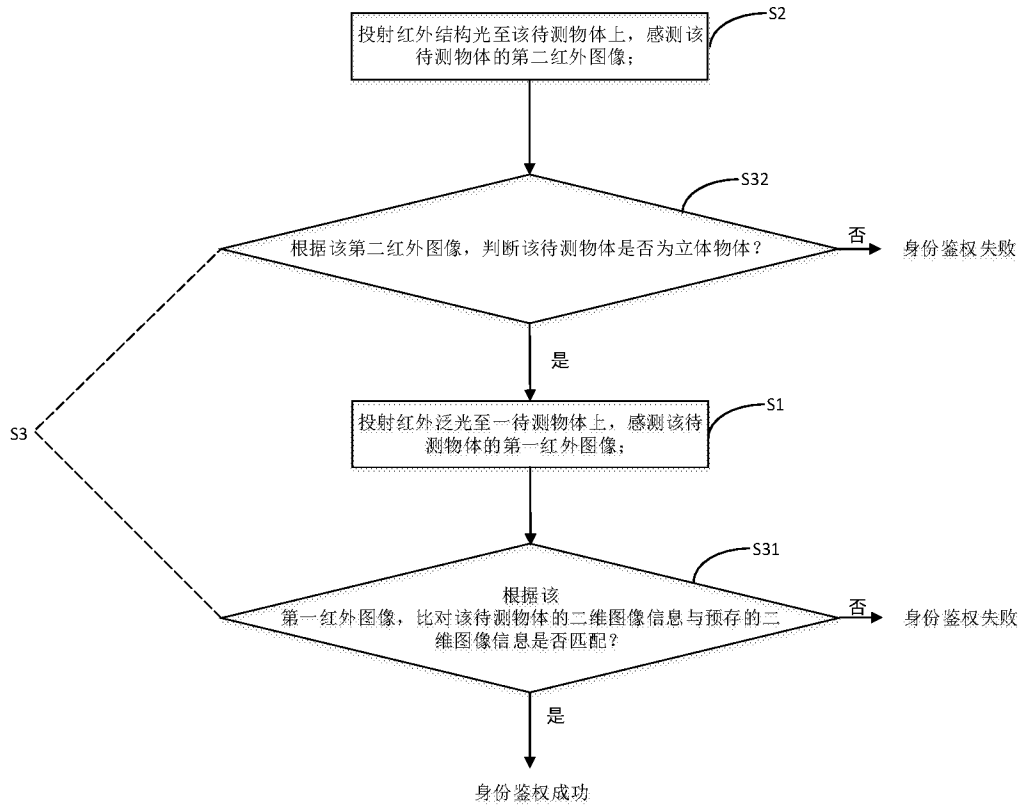 S2
投射红外结构光至该待测物体上，感测该
待测物体的第二红外图像；
S32
根据该第二红外图像，判断该待测物体是否为立体物体？
否
身份鉴权失败
是
S1
投射红外泛光至一待测物体上，感测该待
测物体的第一红外图像；
S3
S31
根据该
第一红外图像，比对该待测物体的二维图像信息与预存的二
维图像信息是否匹配？
否
身份鉴权失败
是
身份鉴权成功